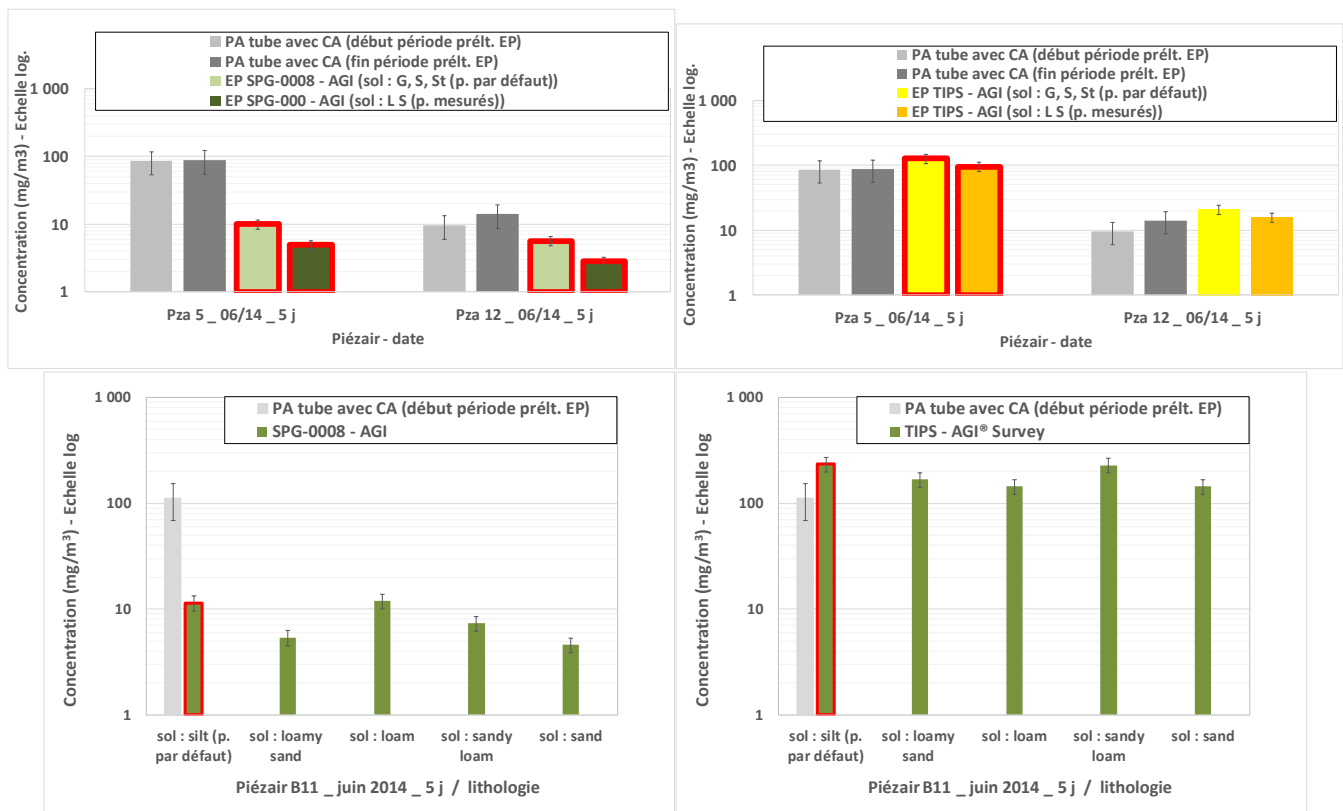 PA tube avec CA (début période prélt. EP)
PA tube avec CA (fin période prélt. EP)
EP SPG-0008 - AGI (sol : G, S, St (p. par défaut))
EP SPG-000 - AGI (sol : L S (p. mesurés))
Concentration (mg/m3) - Echelle log.
1 000
100
10
1
Pza 5 _ 06/14 _ 5 j
Pza 12 _ 06/14 _ 5 j
Piézair - date
PA tube avec CA (début période prélt. EP)
PA tube avec CA (fin période prélt. EP)
EP TIPS - AGI (sol : G, S, St (p. par défaut))
EP TIPS - AGI (sol : L S (p. mesurés))
Concentration (mg/m3) - Echelle log.
1 000
100
10
1
Pza 5 _ 06/14 _ 5 j
Pza 12 _ 06/14 _ 5 j
Piézair - date
PA tube avec CA (début période prélt. EP)
SPG-0008 - AGI
Concentration (mg/m³) - Echelle log
1 000
100
10
1
sol : silt (p.
par défaut)
sol : loamy
sand
sol : loam
sol : sandy
loam
sol : sand
Piézair B11 _ juin 2014 _ 5 j / lithologie
PA tube avec CA (début période prélt. EP)
TIPS - AGI® Survey
Concentration (mg/m³) - Echelle log
1 000
100
10
1
sol : silt (p.
par défaut)
sol : loamy
sand
sol : loam
sol : sandy
loam
sol : sand
Piézair B11 _ juin 2014 _ 5 j / lithologie